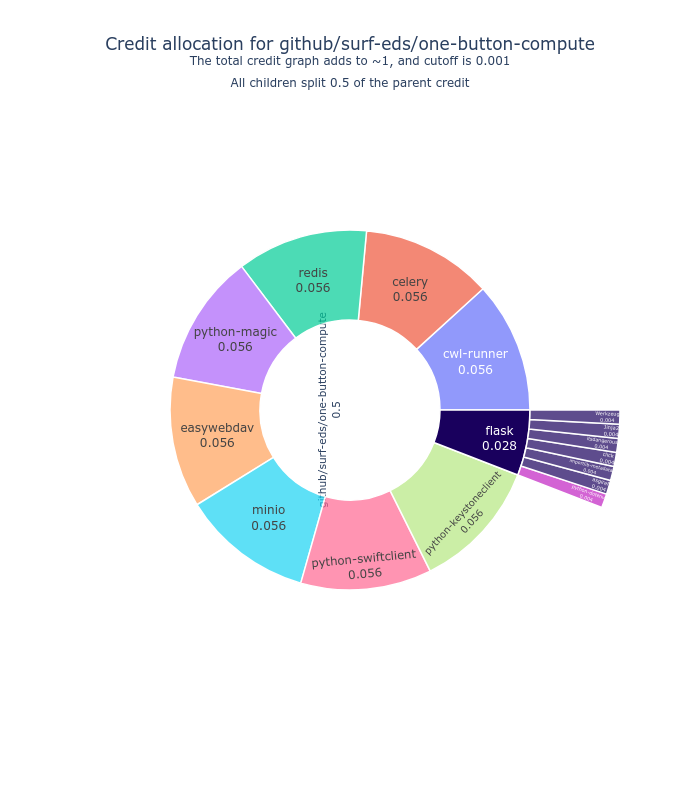 Credit allocation for github/surf-eds/one-button-compute
The total credit graph adds to ~1, and cutoff is 0.001
All children split 0.5 of the parent credit
redis
0.056
celery
0.056
python-magic
0.056
cwl-runner
0.056
github/surf-eds/one-button-compute
0.5
easywebdav
0.056
flask
0.028
Werkzeug
0.004
Jinja2
0.004
itsdangerous
0.004
click
0.004
importlib-metadata
0.004
asgiref
0.004
python-dotenv
0.004
minio
0.056
python-keystoneclient
0.056
python-swiftclient
0.056